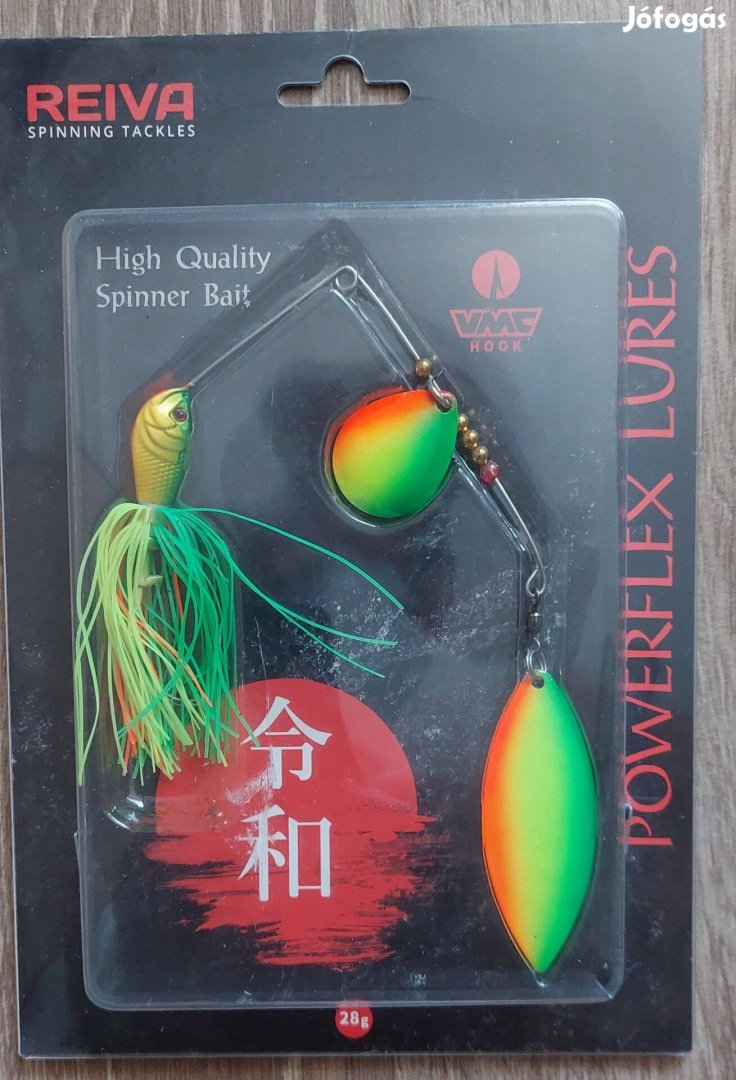 Jófogás
REIVA
SPINNING TACKLES
High Quality
Spinner Bait
VMC
HOOK
POWERFLEX LURES
令
和
28g